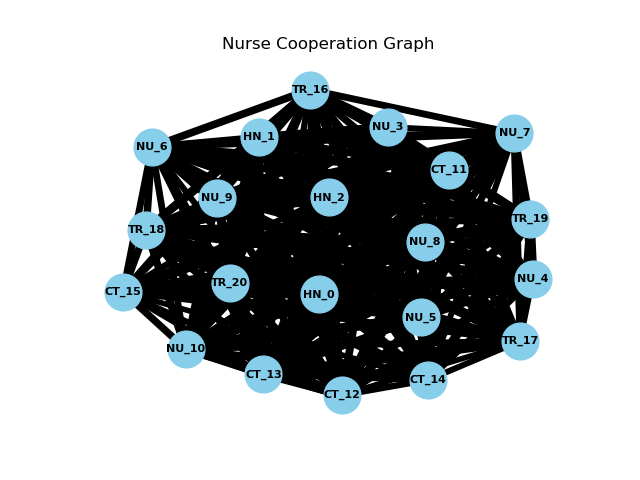 Nurse Cooperation Graph
TR_16
NU_3
NU_7
HN_1
NU_6
CT_11
NU_9
HN_2
TR_19
TR_18
NU_8
NU_4
TR_20
CT_15
HN_0
NU_5
TR_17
NU_10
CT_13
CT_14
CT_12